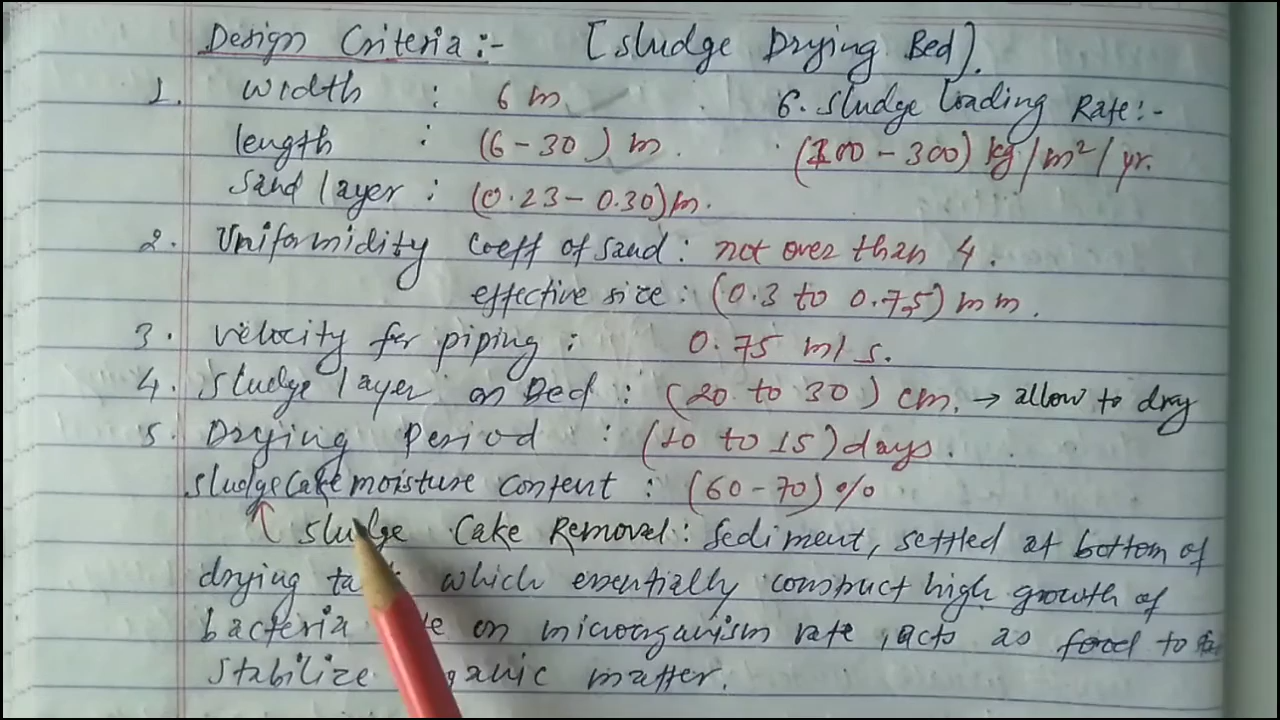 Design Criteria:- [Sludge Drying Bed].
1. width : 6 m
6. Sludge Loading Rate:-
length : (6-30) m.
(100 - 300) kg/m²/yr.
Sand layer : (0.23 - 0.30)m.
2. Uniformidity Coeff of sand : not over than 4.
effective size : (0.3 to 0.75) mm.
3. Velocity for piping : 0.75 m/s.
4. Sludge layer on Bed : (20 to 30) cm. → allow to dry
5. Drying Period : (10 to 15) days.
Sludge Cake moisture content : (60-70) %
Sludge Cake Removal : Sediment, settled at bottom of
drying which essentially construct high growth of
bacteria on microorganism rate, acts as food to
stabilize matter.